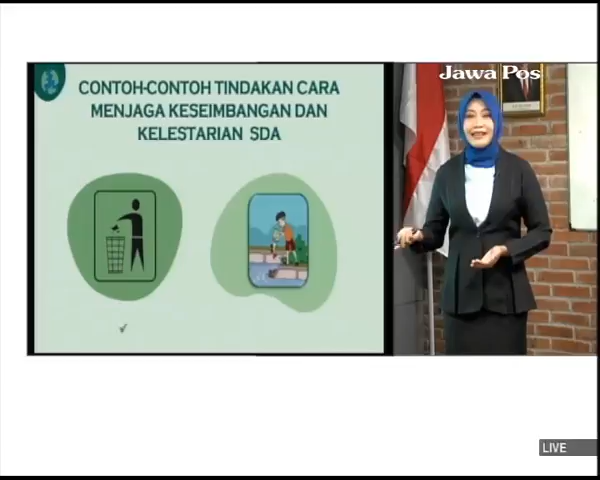 Jawa Pos
CONTOH-CONTOH TINDAKAN CARA
MENJAGA KESEIMBANGAN DAN
KELESTARIAN SDA
LIVE